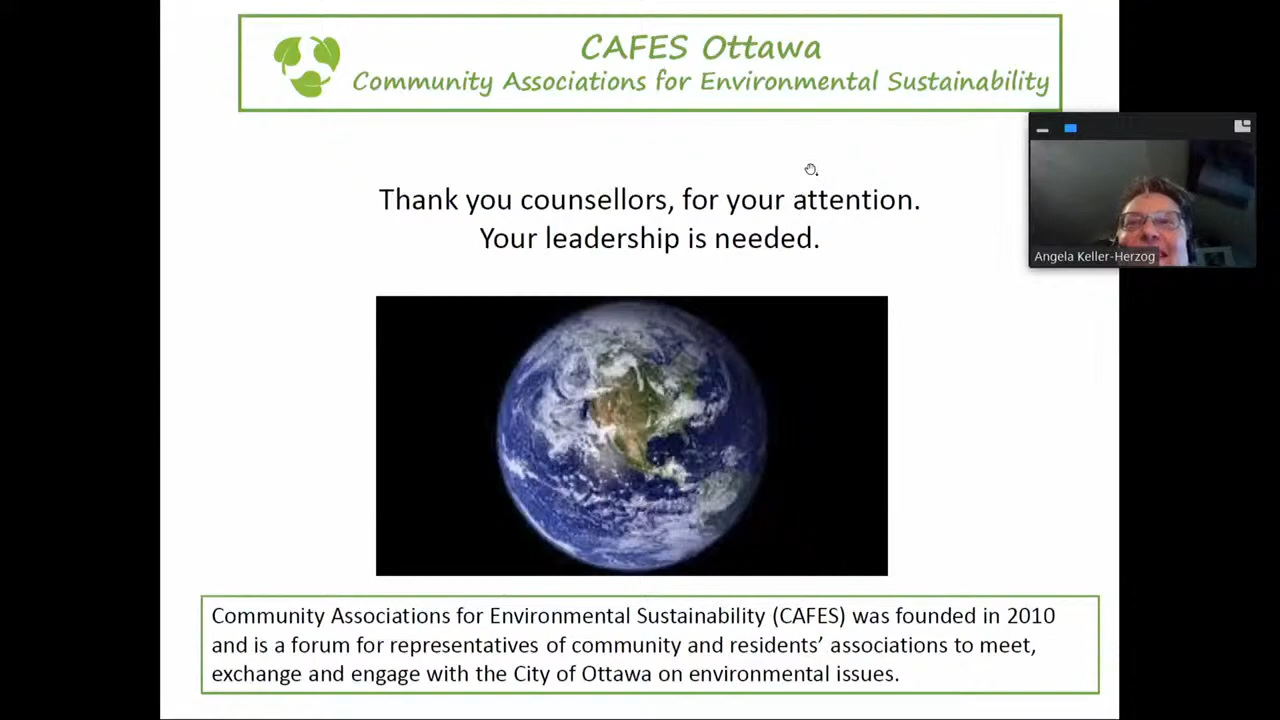 CAFES Ottawa
Community Associations for Environmental Sustainability
Thank you counsellors, for your attention.
Your leadership is needed.
Angela Keller-Herzog
Community Associations for Environmental Sustainability (CAFES) was founded in 2010
and is a forum for representatives of community and residents’ associations to meet,
exchange and engage with the City of Ottawa on environmental issues.